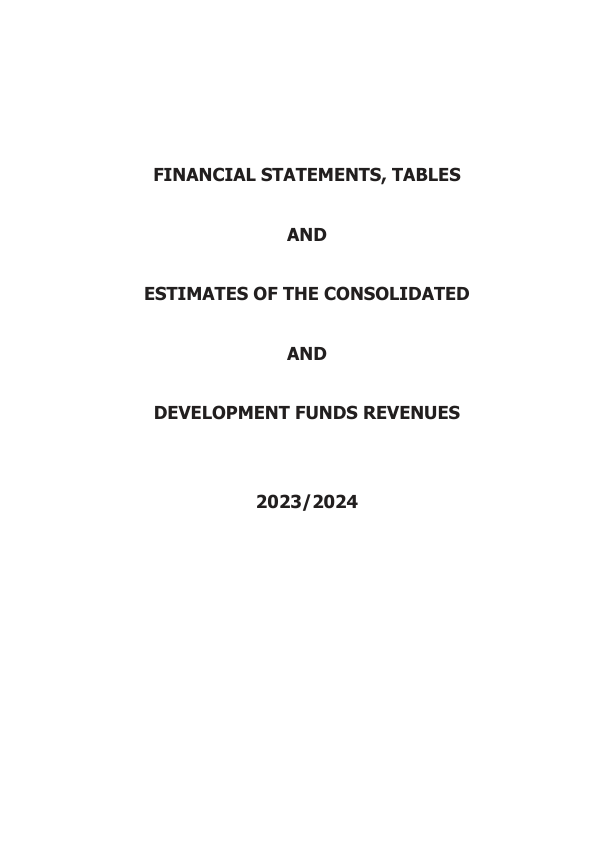 FINANCIAL STATEMENTS, TABLES
AND
ESTIMATES OF THE CONSOLIDATED
AND
DEVELOPMENT FUNDS REVENUES
2023/2024